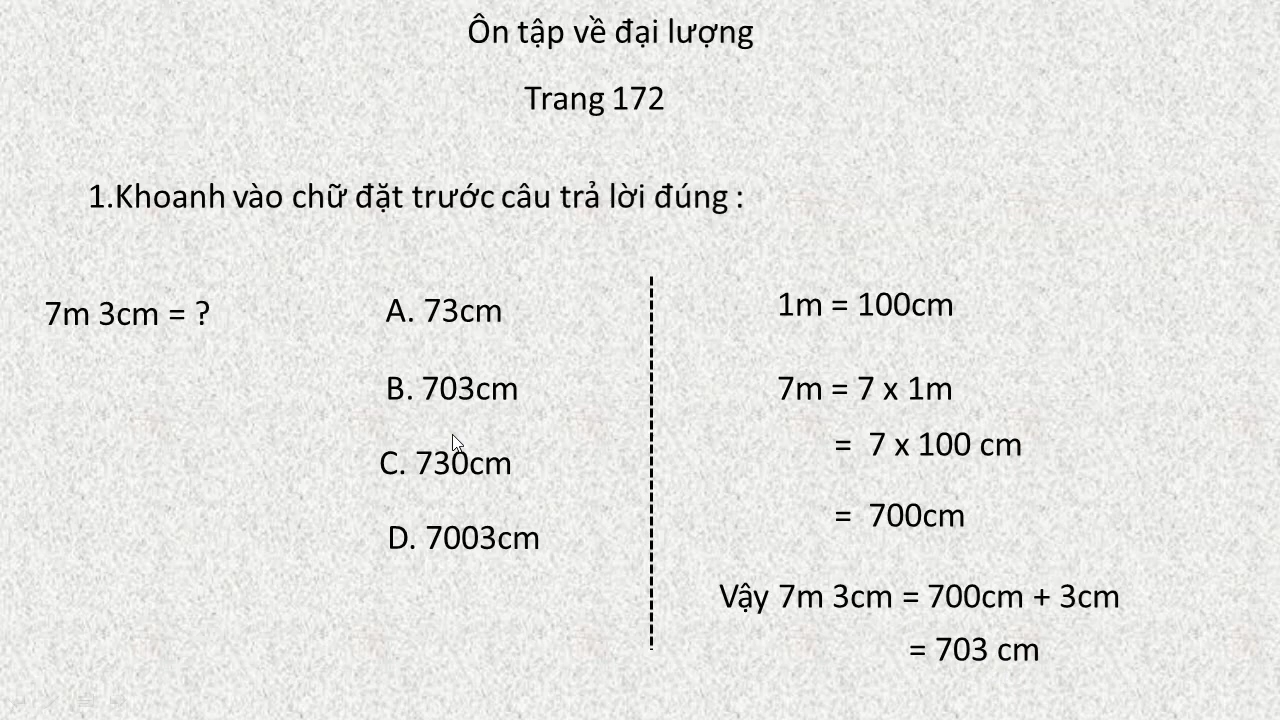 Ôn tập về đại lượng
Trang 172
1.Khoanh vào chữ đặt trước câu trả lời đúng :
7m 3cm = ?
A. 73cm
B. 703cm
C. 730cm
D. 7003cm
1m = 100cm
7m = 7 x 1m
= 7 x 100 cm
= 700cm
Vậy 7m 3cm = 700cm + 3cm
= 703 cm